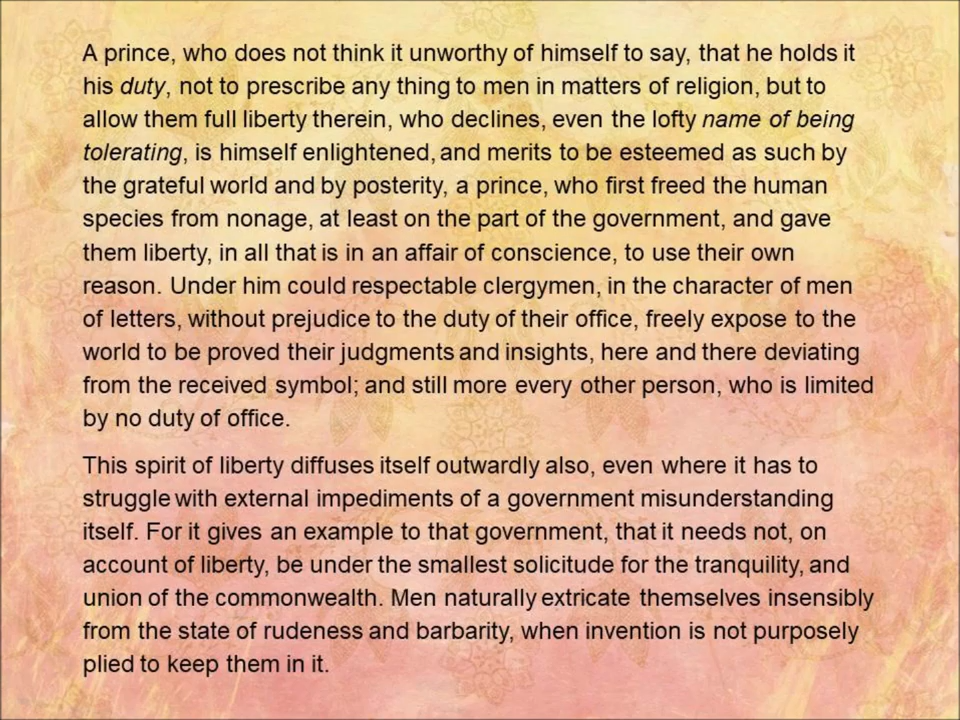 A prince, who does not think it unworthy of himself to say, that he holds it
his duty, not to prescribe any thing to men in matters of religion, but to
allow them full liberty therein, who declines, even the lofty name of being
tolerating, is himself enlightened, and merits to be esteemed as such by
the grateful world and by posterity, a prince, who first freed the human
species from nonage, at least on the part of the government, and gave
them liberty, in all that is in an affair of conscience, to use their own
reason. Under him could respectable clergymen, in the character of men
of letters, without prejudice to the duty of their office, freely expose to the
world to be proved their judgments and insights, here and there deviating
from the received symbol; and still more every other person, who is limited
by no duty of office.
This spirit of liberty diffuses itself outwardly also, even where it has to
struggle with external impediments of a government misunderstanding
itself. For it gives an example to that government, that it needs not, on
account of liberty, be under the smallest solicitude for the tranquility, and
union of the commonwealth. Men naturally extricate themselves insensibly
from the state of rudeness and barbarity, when invention is not purposely
plied to keep them in it.